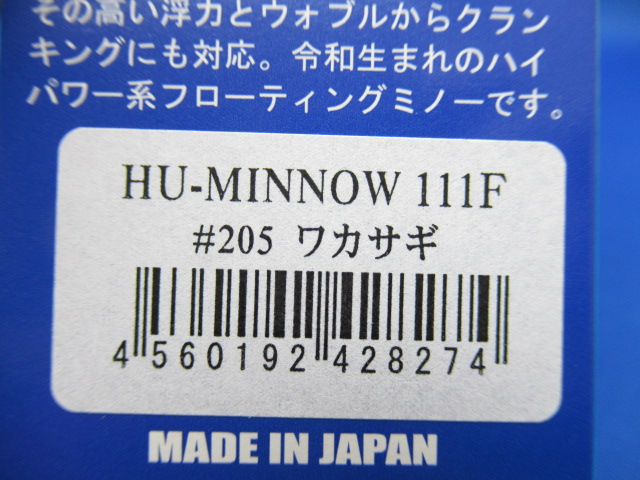 その高い浮力とウォブルからクラン
キングにも対応。令和生まれのハイ
パワー系フローティングミノーです。
HU-MINNOW 111F
#205 ワカサギ
4 560192 428274
MADE IN JAPAN